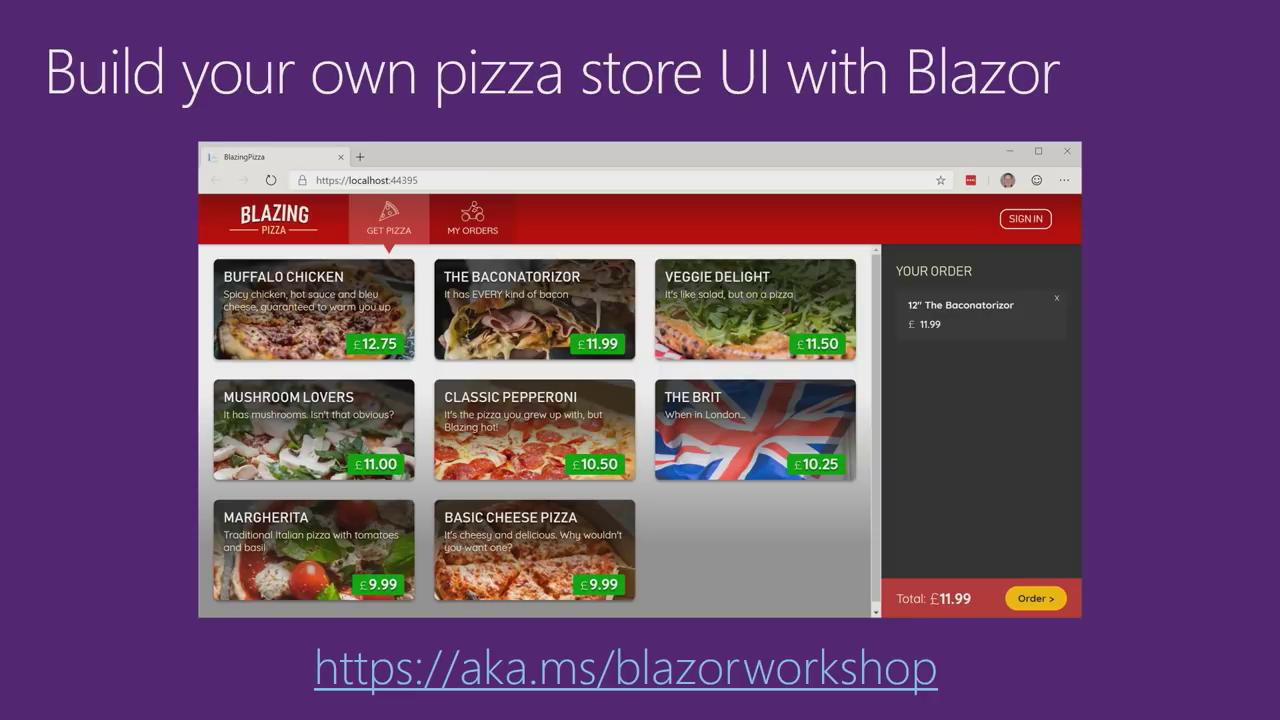 Build your own pizza store UI with Blazor
BlazingPizza
https://localhost:44395
BLAZING
PIZZA
GET PIZZA
MY ORDERS
SIGN IN
BUFFALO CHICKEN
Spicy chicken, hot sauce and bleu
cheese, guaranteed to warm you up
£12.75
THE BACONATORIZOR
It has EVERY kind of bacon
£11.99
VEGGIE DELIGHT
It's like salad, but on a pizza
£11.50
MUSHROOM LOVERS
It has mushrooms. Isn't that obvious?
£11.00
CLASSIC PEPPERONI
It's the pizza you grew up with, but
Blazing hot!
£10.50
THE BRIT
When in London...
£10.25
MARGHERITA
Traditional Italian pizza with tomatoes
and basil
£9.99
BASIC CHEESE PIZZA
It's cheesy and delicious. Why wouldn't
you want one?
£9.99
YOUR ORDER
x
12" The Baconatorizor
£ 11.99
Total: £11.99
Order >
https://aka.ms/blazorworkshop